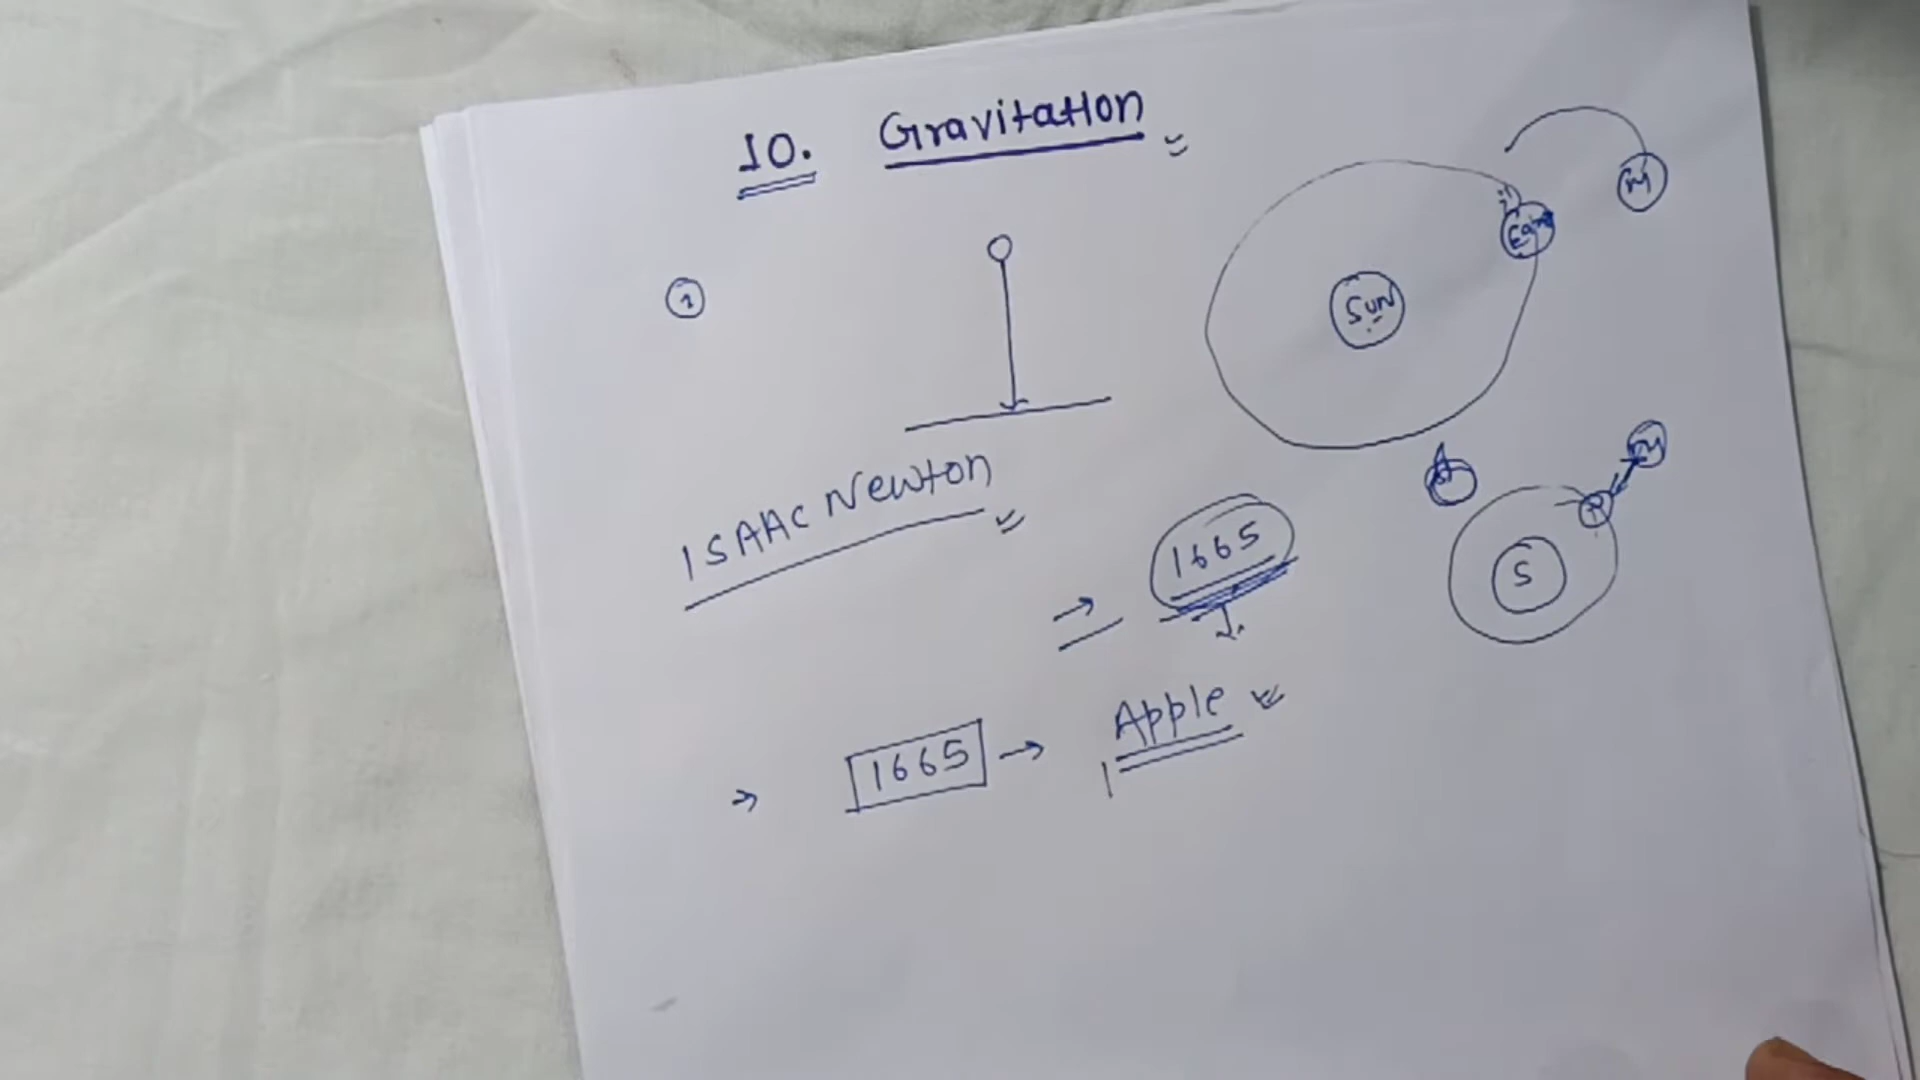 10. Gravitation
M
Earth
1
Sun
ISAAC Newton
M
1665
S
Apple
1665